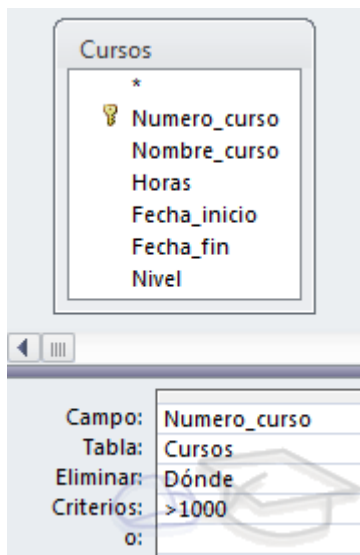 Cursos
*
Numero_curso
Nombre_curso
Horas
Fecha_inicio
Fecha_fin
Nivel
Campo: Numero_curso
Tabla: Cursos
Eliminar: Dónde
Criterios: >1000
o: